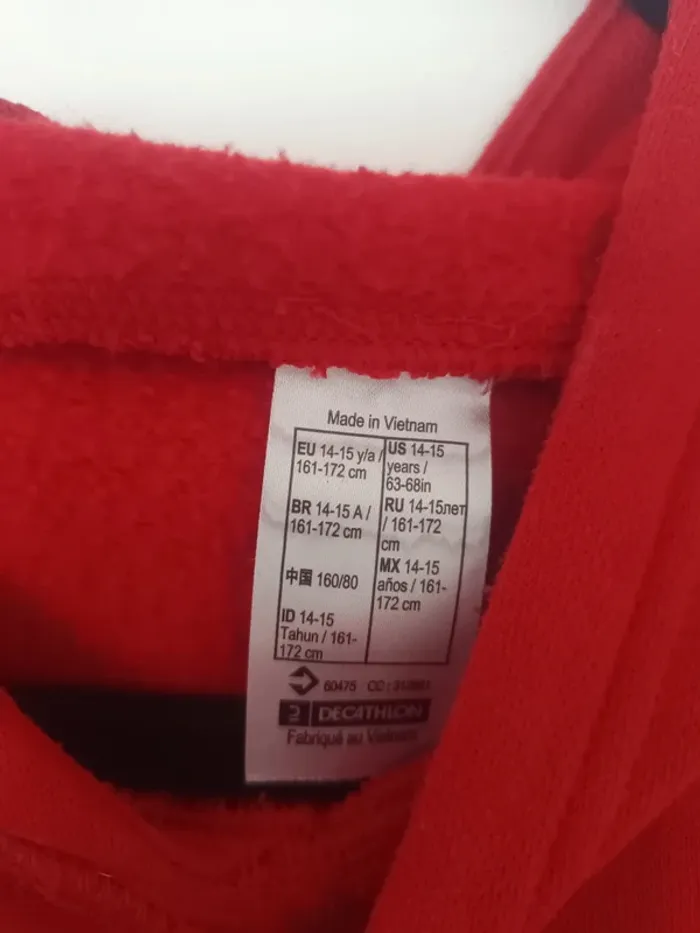 Made in Vietnam
EU 14-15 y/a /
161-172 cm
BR 14-15 A /
161-172 cm
中国 160/80
ID 14-15
Tahun / 161-
172 cm
US 14-15
years /
63-68in
RU 14-15лет
/ 161-172
cm
MX 14-15
años / 161-
172 cm
60475
DECATHLON
Fabriqué au Vietnam